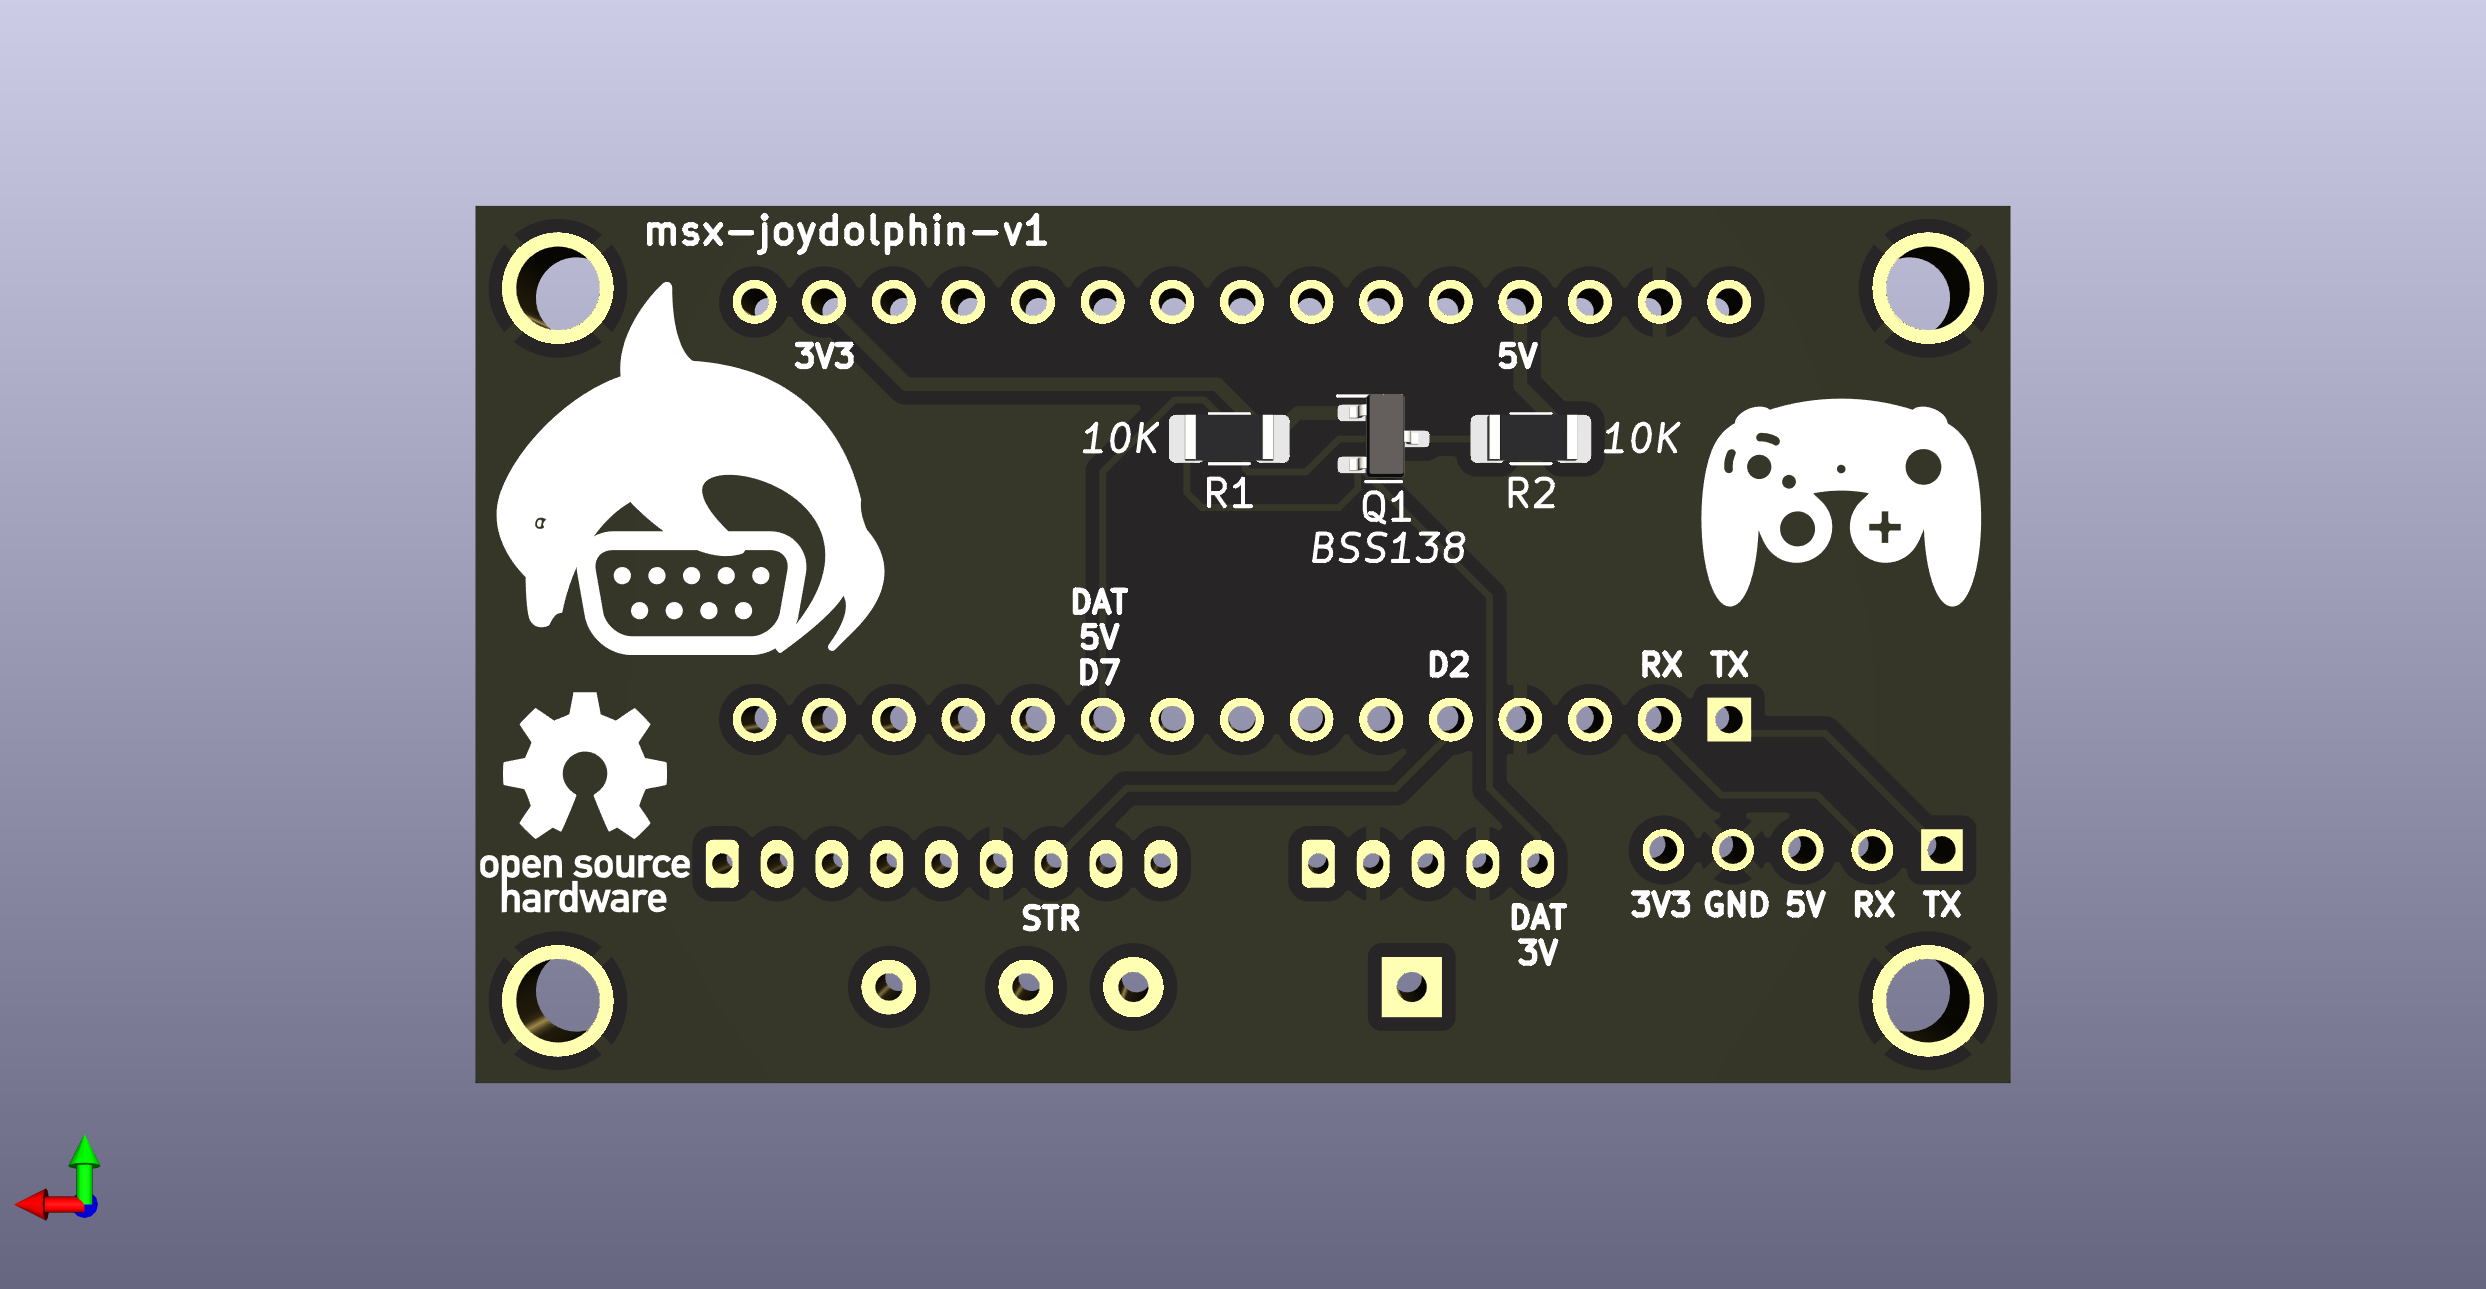 msx-joydolphin-v1
3V3
5V
10K
10K
R1
R2
Q1
BSS138
DAT
5V
D7
D2
RX
TX
open source
hardware
STR
DAT
3V
3V3
GND
5V
RX
TX